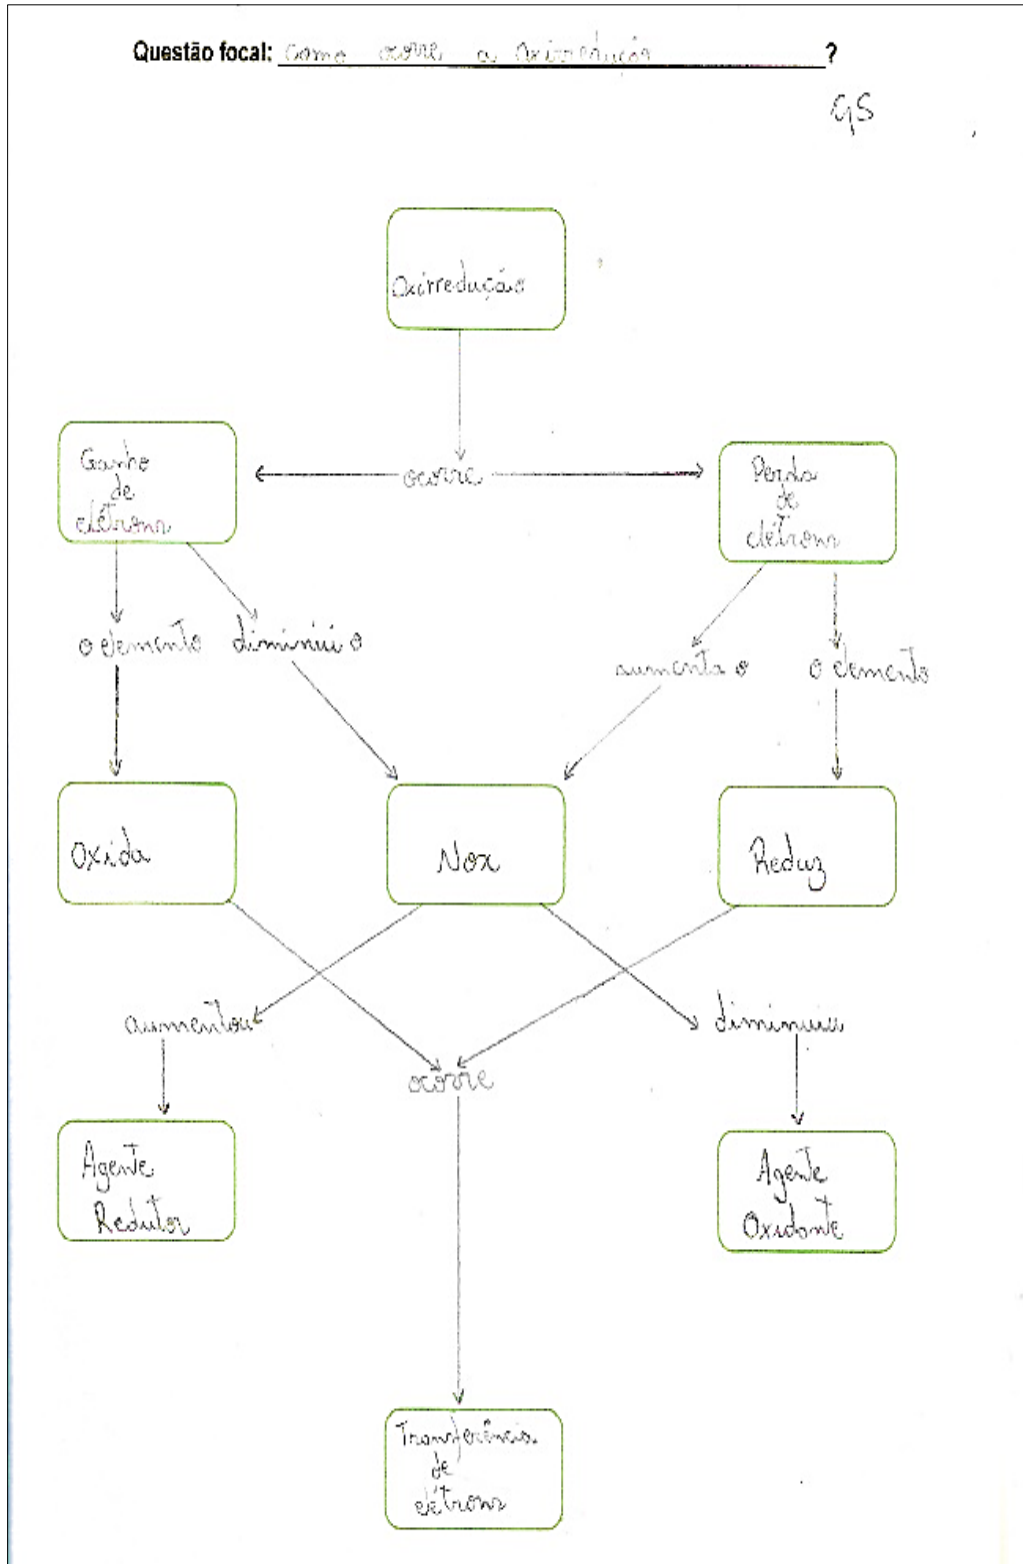 Questão focal: como ocorre a oxirredução ?
GS
Oxirredução
Ganho
de
elétrons
ocorre
Perda
de
elétrons
o elemento
diminúi o
aumenta o
o elemento
Oxida
Nox
Reduz
aumentou
diminuiu
ocorre
Agente
Redutor
Agente
Oxidante
Transferência
de
elétrons